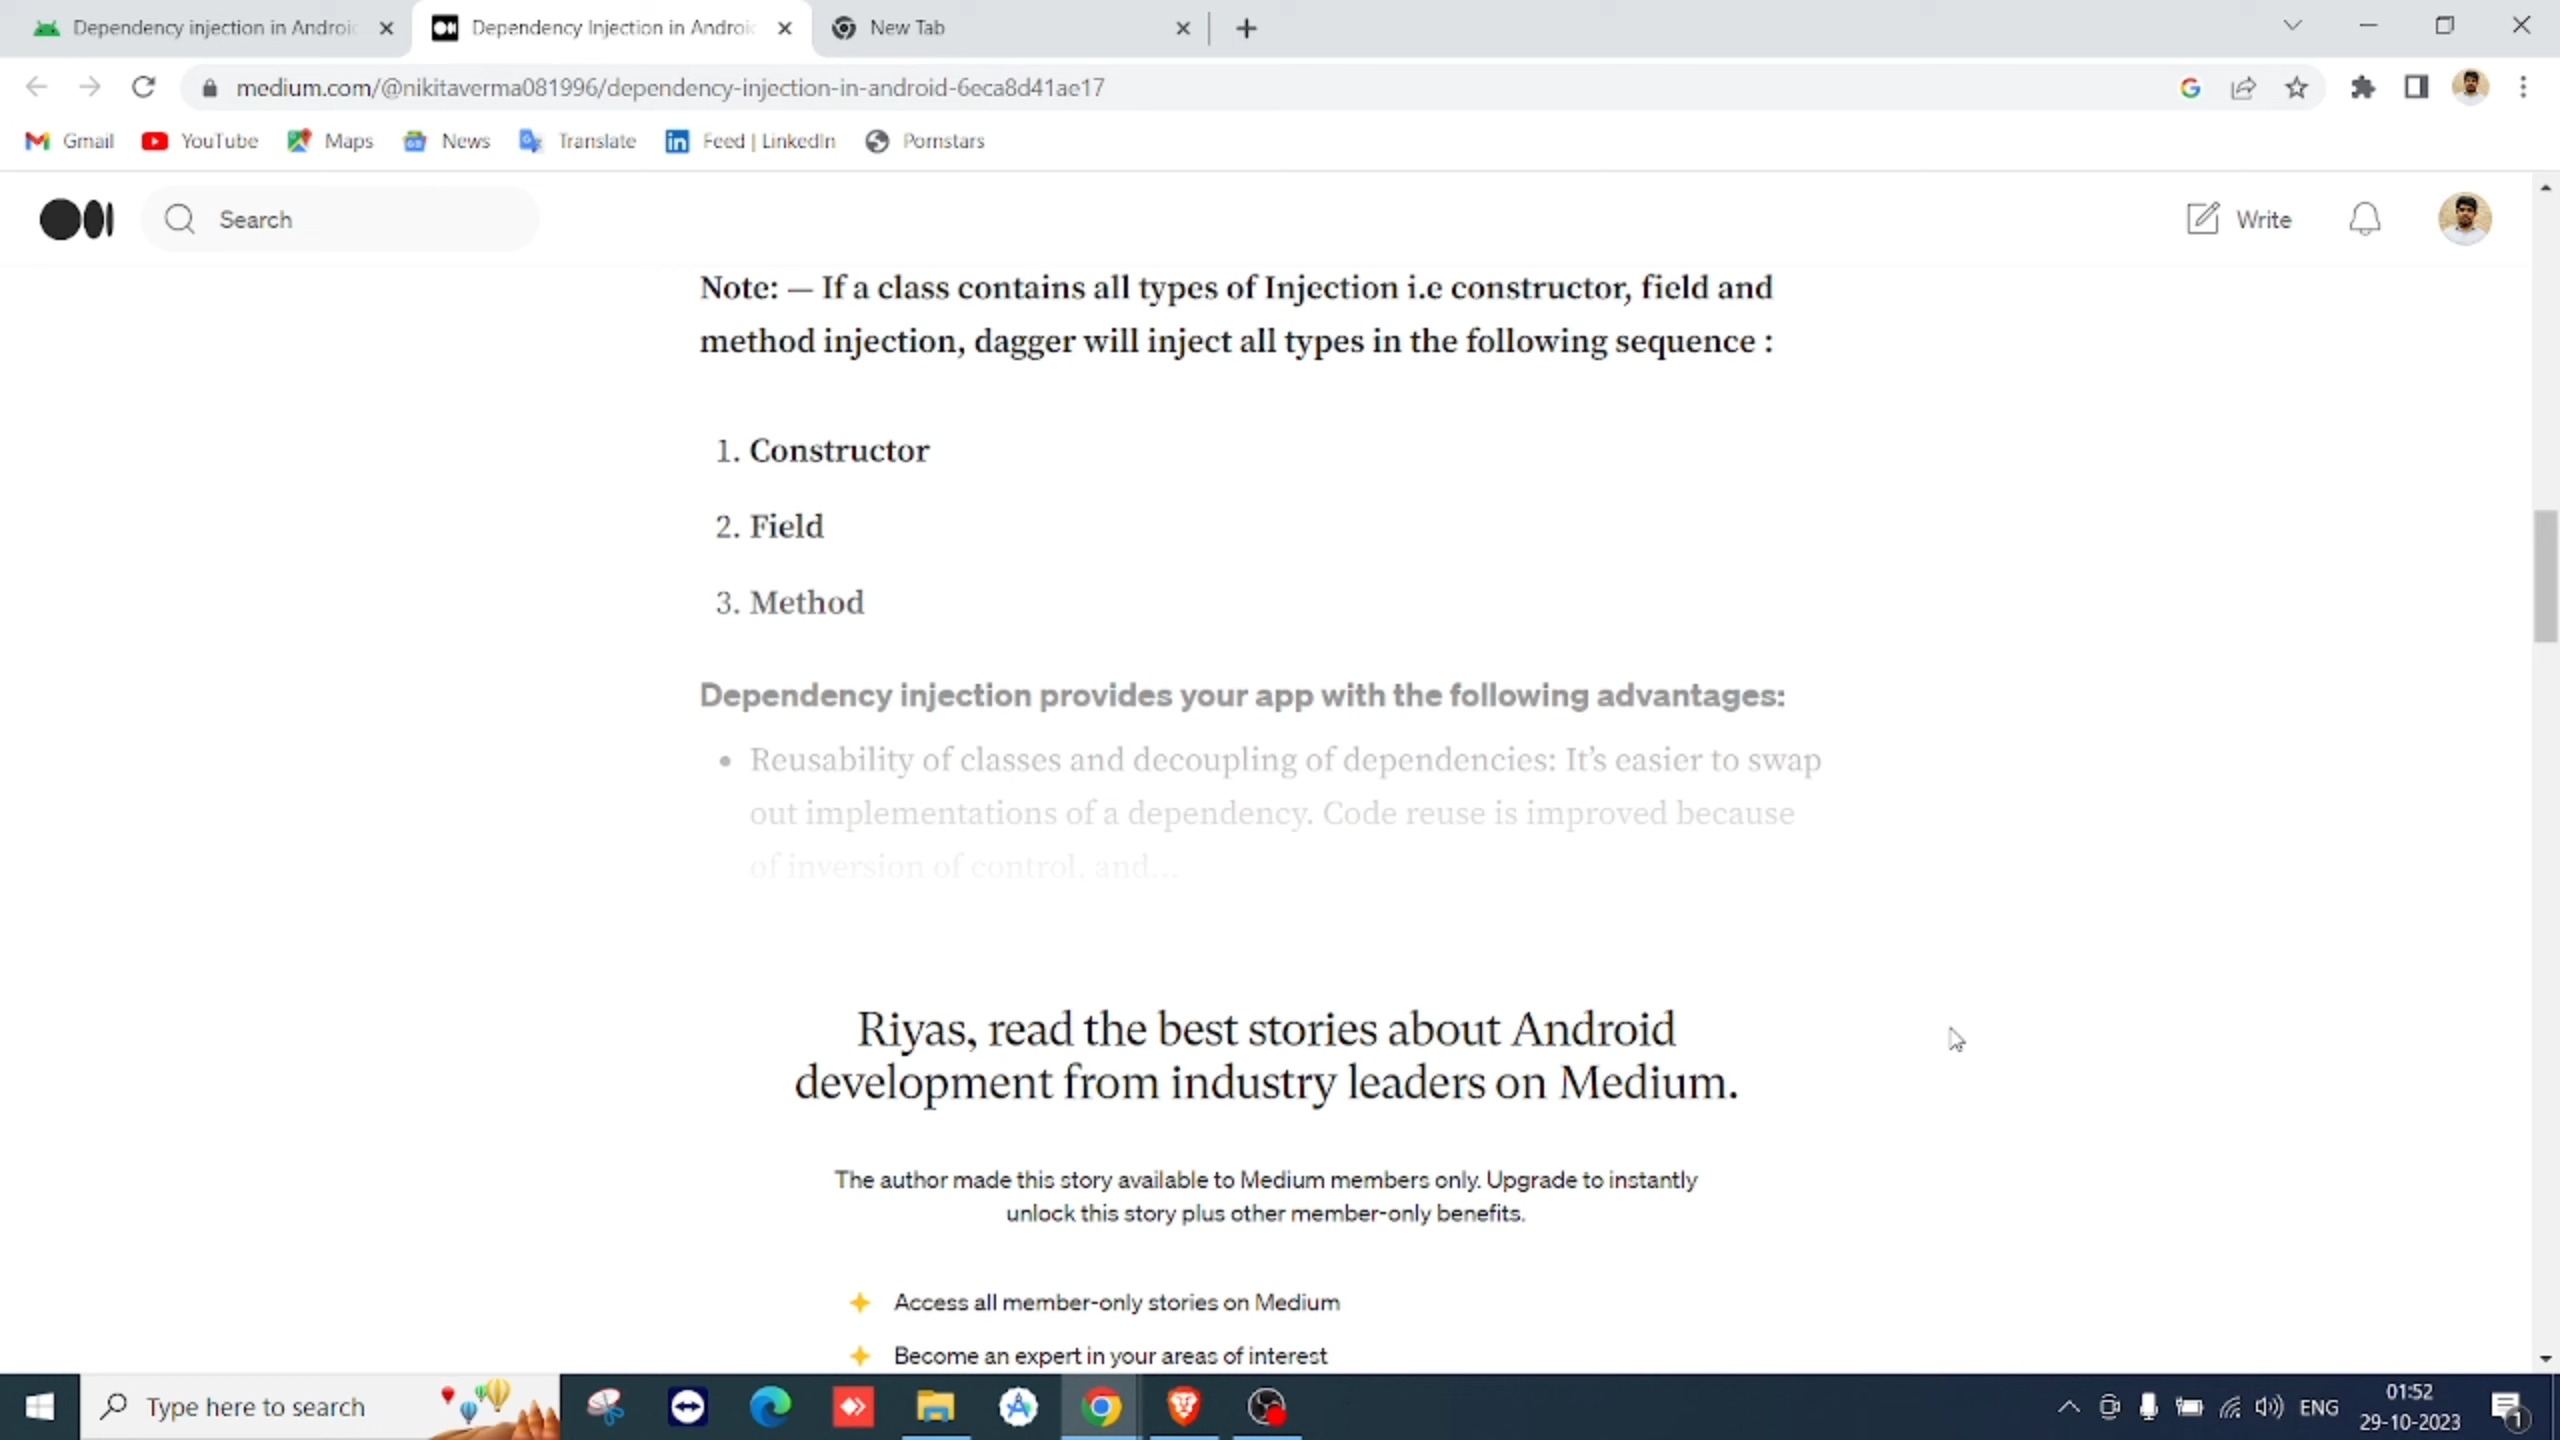 Dependency injection in Android
Dependency Injection in Androi
New Tab
medium.com/@nikitaverma081996/dependency-injection-in-android-6eca8d41ae17
Gmail
YouTube
Maps
News
Translate
Feed | LinkedIn
Pornstars
Search
Write
Note: — If a class contains all types of Injection i.e constructor, field and
method injection, dagger will inject all types in the following sequence :
1. Constructor
2. Field
3. Method
Dependency injection provides your app with the following advantages:
• Reusability of classes and decoupling of dependencies: It’s easier to swap
out implementations of a dependency. Code reuse is improved because
of inversion of control, and...
Riyas, read the best stories about Android
development from industry leaders on Medium.
The author made this story available to Medium members only. Upgrade to instantly
unlock this story plus other member-only benefits.
Access all member-only stories on Medium
Become an expert in your areas of interest
Type here to search
ENG
01:52
29-10-2023
1